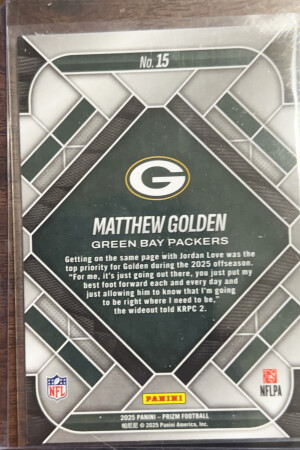 No. 15
G
MATTHEW GOLDEN
GREEN BAY PACKERS
Getting on the same page with Jordan Love was the
top priority for Golden during the 2025 offseason.
"For me, it's just going out there, you just put my
best foot forward each and every day and
just allowing him to know that I'm going
to be right where I need to be,"
the wideout told KRPC 2.
NFL
PANINI
NFLPA
2025 PANINI – PRIZM FOOTBALL
© 2025 Panini America, Inc.